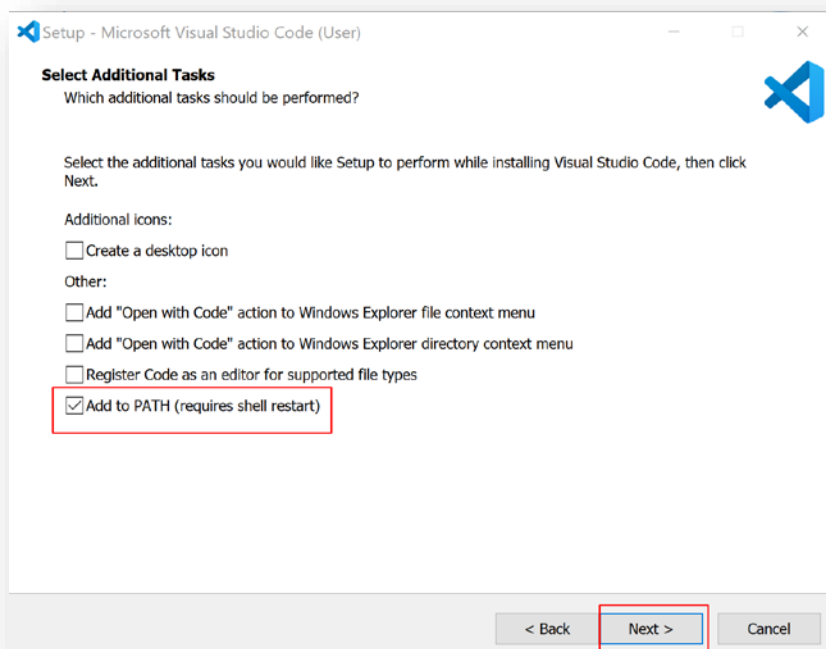 Setup - Microsoft Visual Studio Code (User)
Select Additional Tasks
Which additional tasks should be performed?
Select the additional tasks you would like Setup to perform while installing Visual Studio Code, then click
Next.
Additional icons:
Create a desktop icon
Other:
Add "Open with Code" action to Windows Explorer file context menu
Add "Open with Code" action to Windows Explorer directory context menu
Register Code as an editor for supported file types
Add to PATH (requires shell restart)
< Back
Next >
Cancel